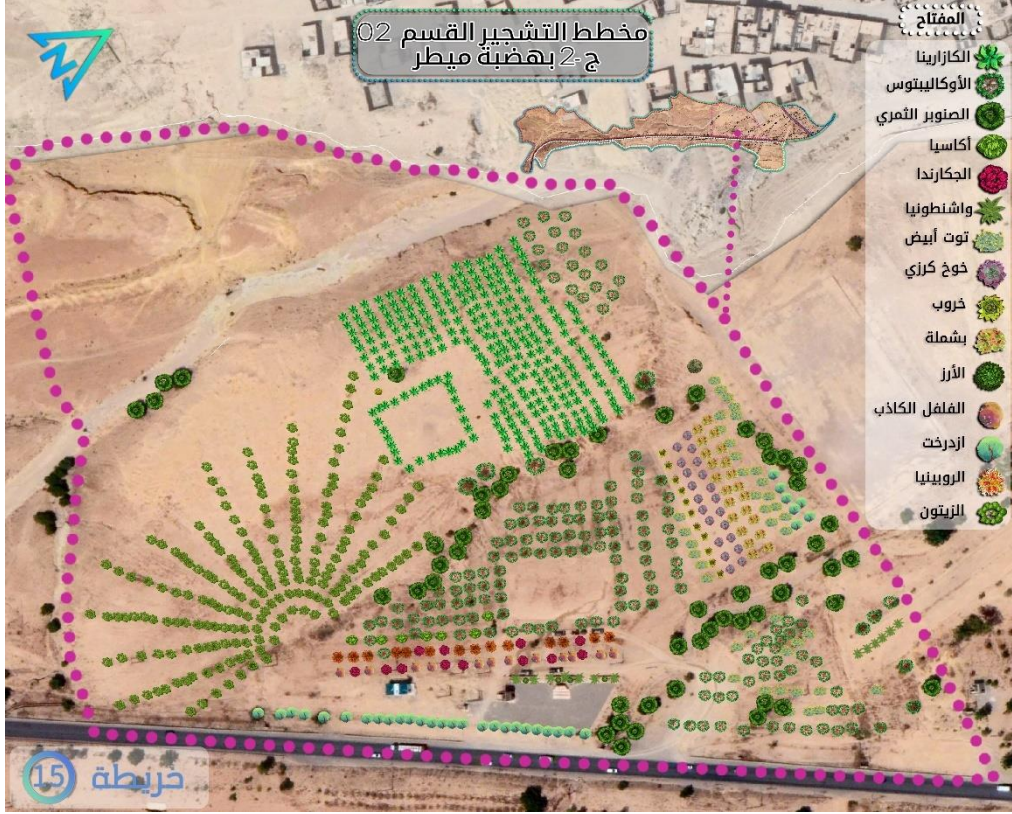 مخطط التشجير القسم 02
ج-2 بهضبة ميطر
المفتاح
الكازارينا
الأوكاليبتوس
الصنوبر الثمري
أكاسيا
الجكارندا
واشنطونيا
توت أبيض
خوخ كرزي
خروب
بشملة
الأرز
الفلفل الكاذب
ازدرخت
الروبينيا
الزيتون
خريطة 15
N